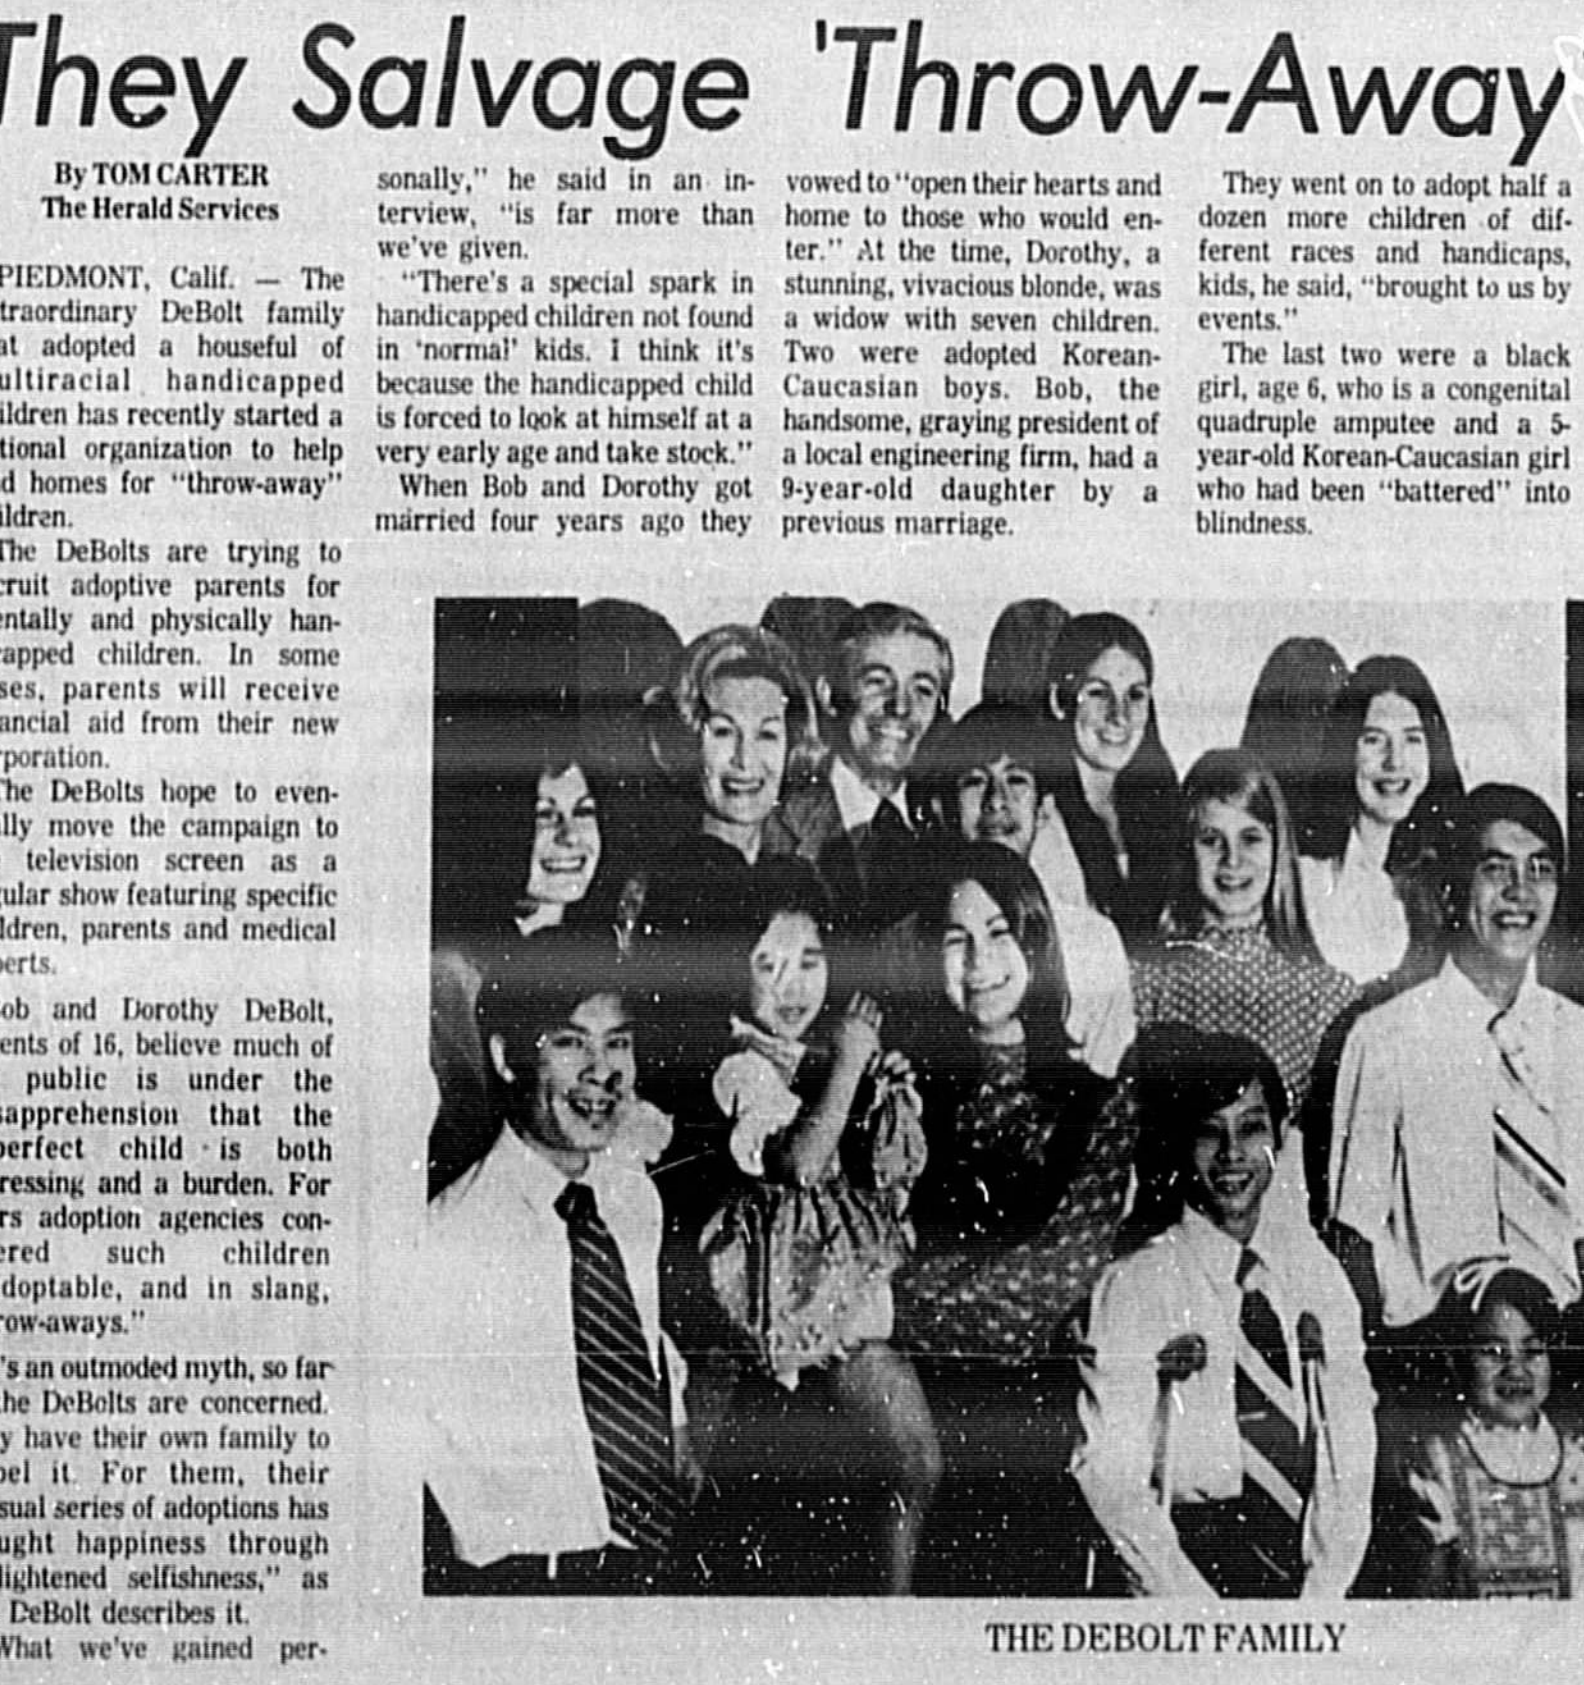 They Salvage 'Throw-Away
By TOM CARTER
The Herald Services
PIEDMONT, Calif. — The
traordinary DeBolt family
at adopted a houseful of
ultiracial handicapped
ildren has recently started a
tional organization to help
d homes for "throw-away"
ildren.
The DeBolts are trying to
cruit adoptive parents for
entally and physically han-
apped children. In some
ses, parents will receive
ancial aid from their new
rporation.
The DeBolts hope to even-
lly move the campaign to
television screen as a
ular show featuring specific
ldren, parents and medical
erts.
ob and Dorothy DeBolt,
ents of 16, believe much of
public is under the
sapprehension that the
perfect child is both
ressing and a burden. For
rs adoption agencies con-
ered such children
doptable, and in slang,
row-aways."
's an outmoded myth, so far
the DeBolts are concerned.
y have their own family to
pel it. For them, their
sual series of adoptions has
ught happiness through
lightened selfishness," as
DeBolt describes it.
What we've gained per-
sonally," he said in an in-
terview, "is far more than
we've given.
"There's a special spark in
handicapped children not found
in 'normal' kids. I think it's
because the handicapped child
is forced to look at himself at a
very early age and take stock."
When Bob and Dorothy got
married four years ago they
vowed to "open their hearts and
home to those who would en-
ter." At the time, Dorothy, a
stunning, vivacious blonde, was
a widow with seven children.
Two were adopted Korean-
Caucasian boys. Bob, the
handsome, graying president of
a local engineering firm, had a
9-year-old daughter by a
previous marriage.
They went on to adopt half a
dozen more children of dif-
ferent races and handicaps,
kids, he said, "brought to us by
events."
The last two were a black
girl, age 6, who is a congenital
quadruple amputee and a 5-
year-old Korean-Caucasian girl
who had been "battered" into
blindness.
THE DEBOLT FAMILY